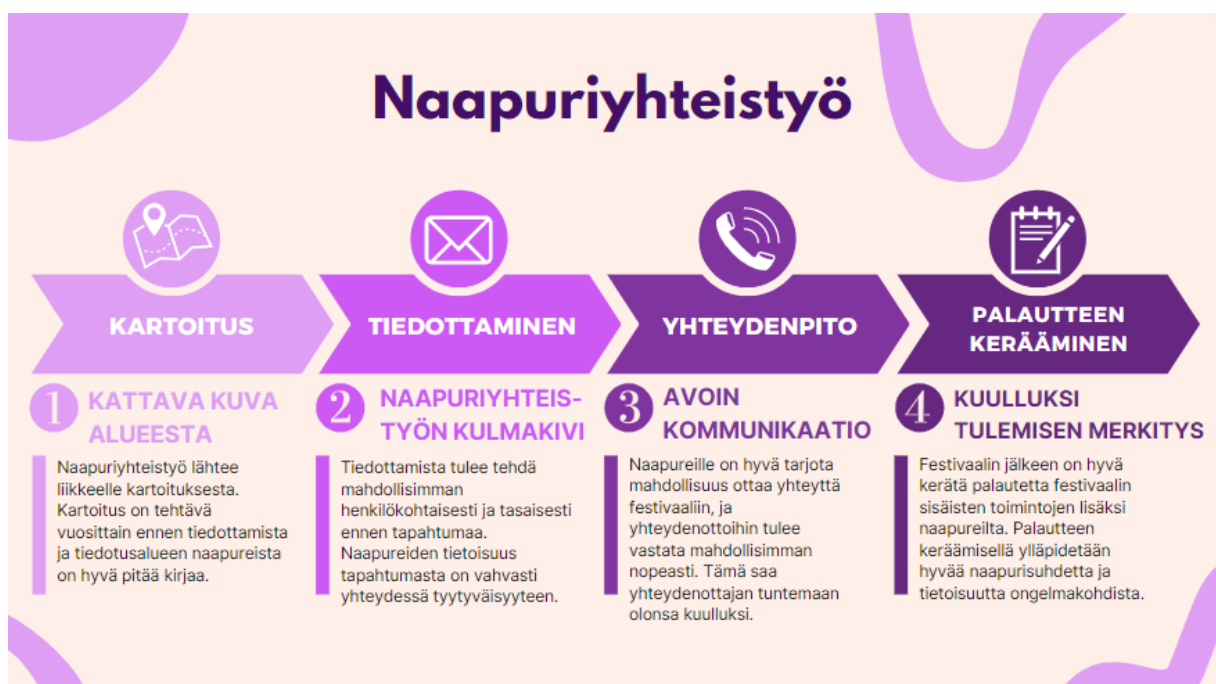 Naapuriyhteistyö
KARTOITUS
TIEDOTTAMINEN
YHTEYDENPITO
PALAUTTEEN
KERÄÄMINEN
1 KATTAVA KUVA
ALUEESTA
Naapuriyhteistyö lähtee
liikkeelle kartoituksesta.
Kartoitus on tehtävä
vuosittain ennen tiedottamista
ja tiedotusalueen naapureista
on hyvä pitää kirjaa.
2 NAAPURIYHTEIS-
TYÖN KULMAKIVI
Tiedottamista tulee tehdä
mahdollisimman
henkilökohtaisesti ja tasaisesti
ennen tapahtumaa.
Naapureiden tietoisuus
tapahtumasta on vahvasti
yhteydessä tyytyväisyyteen.
3 AVOIN
KOMMUNIKAATIO
Naapureille on hyvä tarjota
mahdollisuus ottaa yhteyttä
festivaaliin, ja
yhteydenottoihin tulee
vastata mahdollisimman
nopeasti. Tämä saa
yhteydenottajan tuntemaan
olonsa kuulluksi.
4 KUULLUKSI
TULEMISEN MERKITYS
Festivaalin jälkeen on hyvä
kerätä palautetta festivaalin
sisäisten toimintojen lisäksi
naapureilta. Palautteen
keräämisellä ylläpidetään
hyvää naapurisuhdetta ja
tietoisuutta ongelmakohdista.